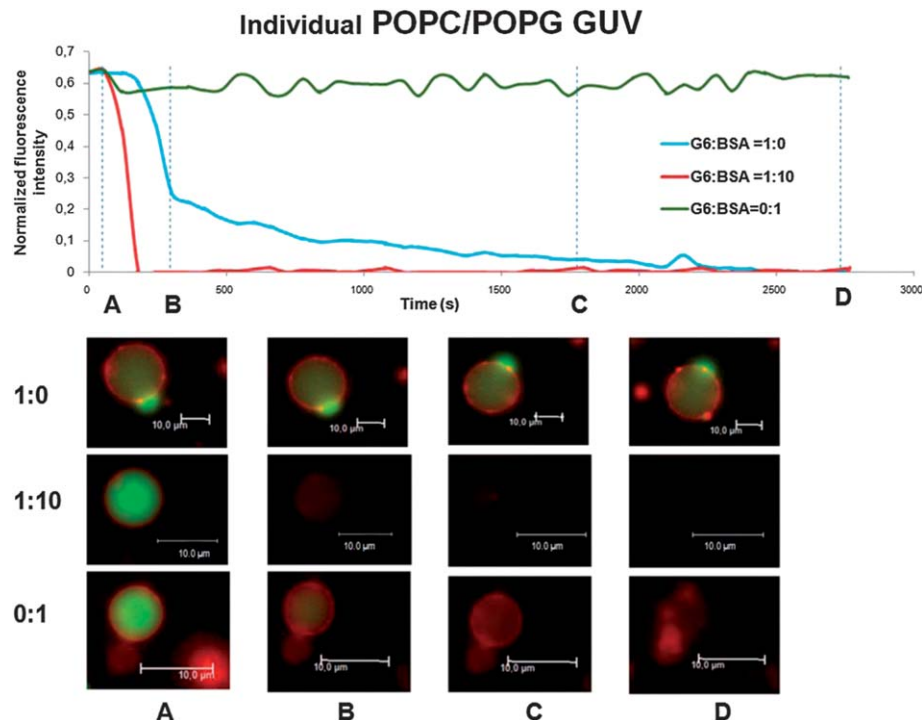 Individual POPC/POPG GUV
Normalized fluorescence
intensity
0,7
0,6
0,5
0,4
0,3
0,2
0,1
0
G6:BSA =1:0
G6:BSA =1:10
G6:BSA=0:1
0 500 1000 1500 2000 2500 3000
A B Time (s) C D
1:0
10,0 µm 10.0 µm 10.0 µm 10.0 µm
1:10
10.0 µm 10.0 µm 10.0 µm 10.0 µm
0:1
10,0 µm 10.0 µm 10.0 µm 10.0 µm
A B C D